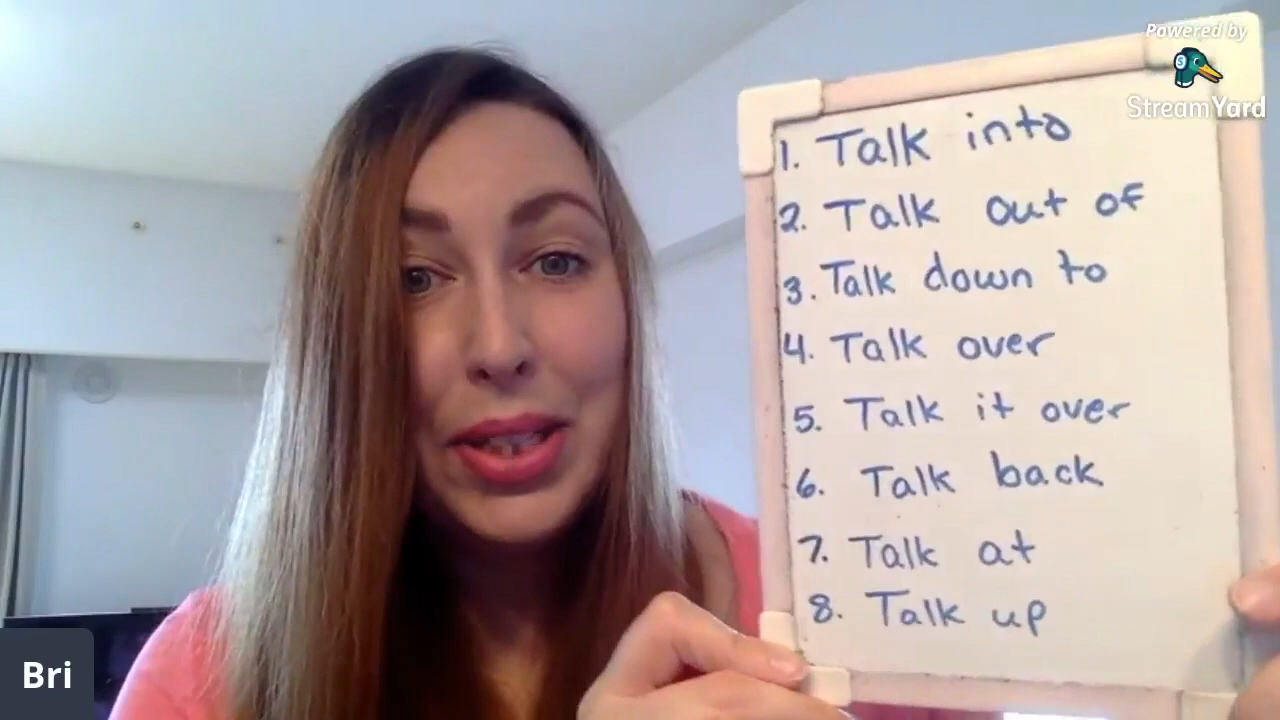 Powered by
StreamYard
1. Talk into
2. Talk out of
3. Talk down to
4. Talk over
5. Talk it over
6. Talk back
7. Talk at
8. Talk up
Bri